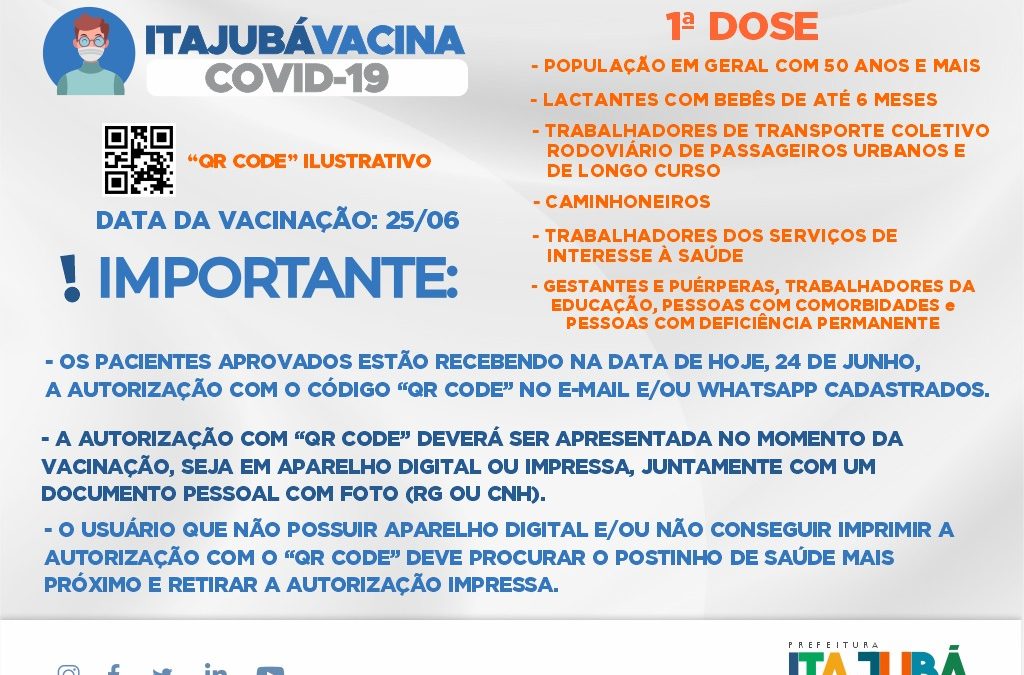 ITAJUBÁVACINA
COVID-19
"QR CODE" ILUSTRATIVO
DATA DA VACINAÇÃO: 25/06
! IMPORTANTE:
1ª DOSE
- POPULAÇÃO EM GERAL COM 50 ANOS E MAIS
- LACTANTES COM BEBÊS DE ATÉ 6 MESES
- TRABALHADORES DE TRANSPORTE COLETIVO
RODOVIÁRIO DE PASSAGEIROS URBANOS E
DE LONGO CURSO
- CAMINHONEIROS
- TRABALHADORES DOS SERVIÇOS DE
INTERESSE À SAÚDE
- GESTANTES E PUÉRPERAS, TRABALHADORES DA
EDUCAÇÃO, PESSOAS COM COMORBIDADES e
PESSOAS COM DEFICIÊNCIA PERMANENTE
- OS PACIENTES APROVADOS ESTÃO RECEBENDO NA DATA DE HOJE, 24 DE JUNHO,
A AUTORIZAÇÃO COM O CÓDIGO "QR CODE" NO E-MAIL E/OU WHATSAPP CADASTRADOS.
- A AUTORIZAÇÃO COM "QR CODE" DEVERÁ SER APRESENTADA NO MOMENTO DA
VACINAÇÃO, SEJA EM APARELHO DIGITAL OU IMPRESSA, JUNTAMENTE COM UM
DOCUMENTO PESSOAL COM FOTO (RG OU CNH).
- O USUÁRIO QUE NÃO POSSUIR APARELHO DIGITAL E/OU NÃO CONSEGUIR IMPRIMIR A
AUTORIZAÇÃO COM O "QR CODE" DEVE PROCURAR O POSTINHO DE SAÚDE MAIS
PRÓXIMO E RETIRAR A AUTORIZAÇÃO IMPRESSA.
PREFEITURA
ITAJUBÁ